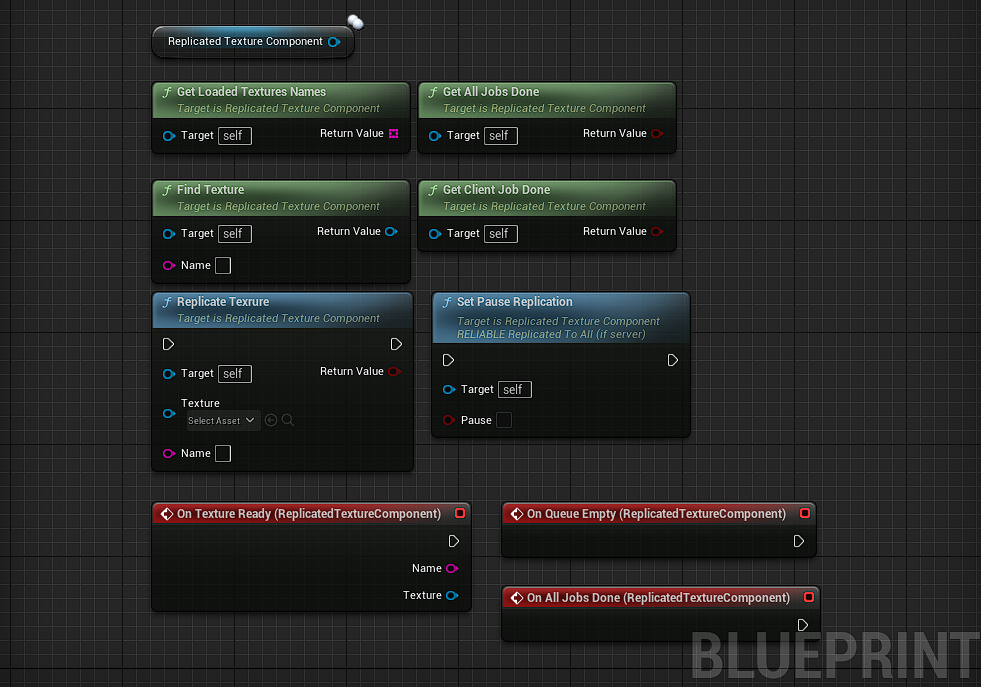 Replicated Texture Component
f Get Loaded Textures Names
Target is Replicated Texture Component
Target self
Return Value
f Get All Jobs Done
Target is Replicated Texture Component
Target self
Return Value
f Find Texture
Target is Replicated Texture Component
Target self
Return Value
Name
f Get Client Job Done
Target is Replicated Texture Component
Target self
Return Value
f Replicate Texrure
Target is Replicated Texture Component
Target self
Return Value
Texture
Select Asset
Name
f Set Pause Replication
Target is Replicated Texture Component
RELIABLE Replicated To All (if server)
Target self
Pause
On Texture Ready (ReplicatedTextureComponent)
Name
Texture
On Queue Empty (ReplicatedTextureComponent)
On All Jobs Done (ReplicatedTextureComponent)
BLUEPRINT